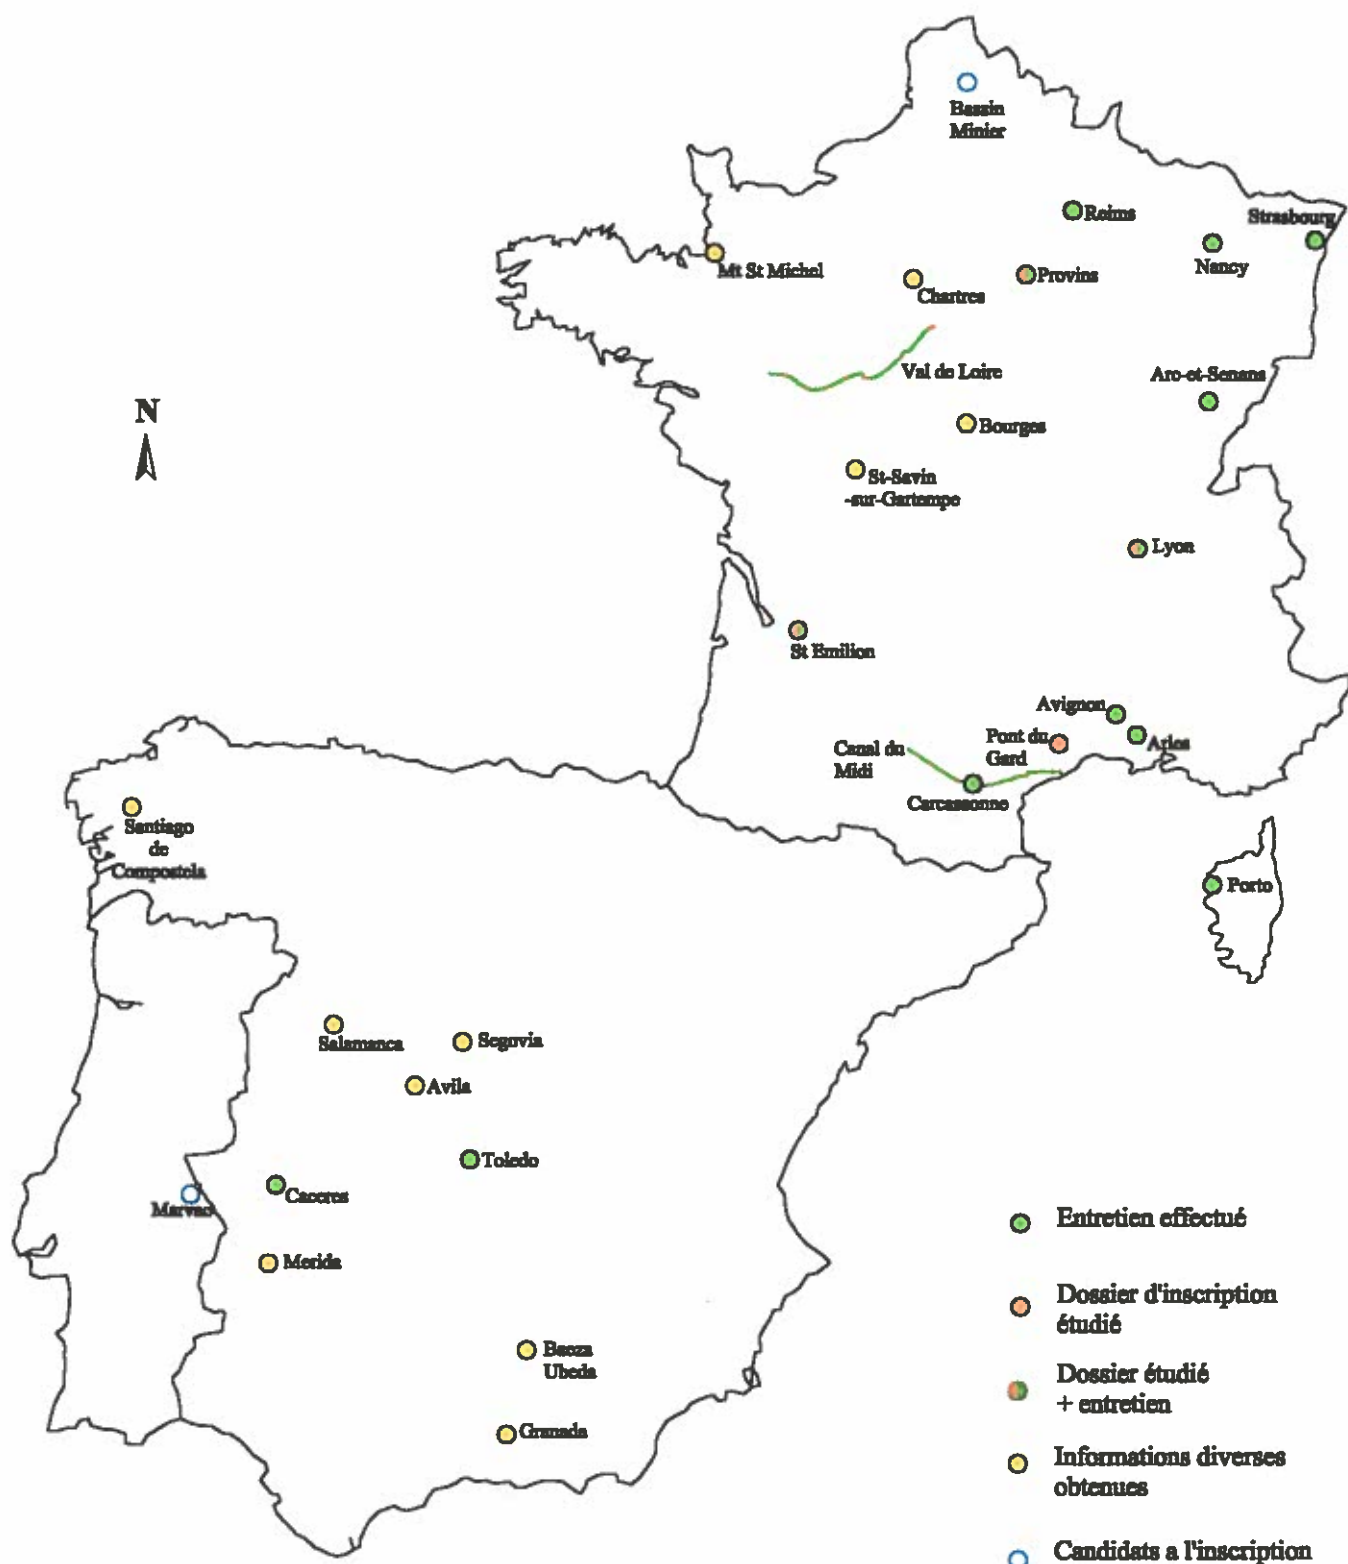 Bassin
Minier
Reims
Strasbourg
Nancy
Mt St Michel
Provins
Chartres
Val de Loire
Arc-et-Senans
N
Bourges
St-Savin
-sur-Gartempe
Lyon
St Emilion
Avignon
Arles
Pont du
Gard
Canal du
Midi
Carcassonne
Santiago
de
Compostela
Porto
Salamanca
Segovia
Avila
Toledo
Caceres
Marvao
Merida
Baeza
Ubeda
Granada
Entretien effectué
Dossier d'inscription
étudié
Dossier étudié
+ entretien
Informations diverses
obtenues
Candidats a l'inscription